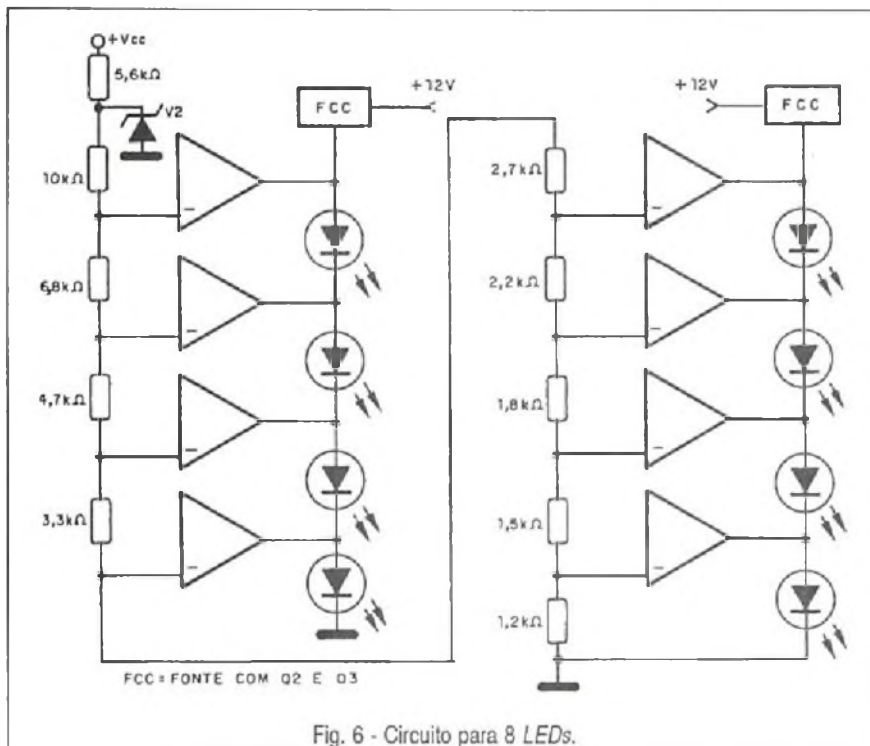 +Vcc
5,6kΩ
V2
+12V
FCC
10kΩ
-
6,8kΩ
-
4,7kΩ
-
3,3kΩ
-
FCC = FONTE COM Q2 E Q3
+12V
FCC
2,7kΩ
-
2,2kΩ
-
1,8kΩ
-
1,5kΩ
-
1,2kΩ
Fig. 6 - Circuito para 8 LEDs.